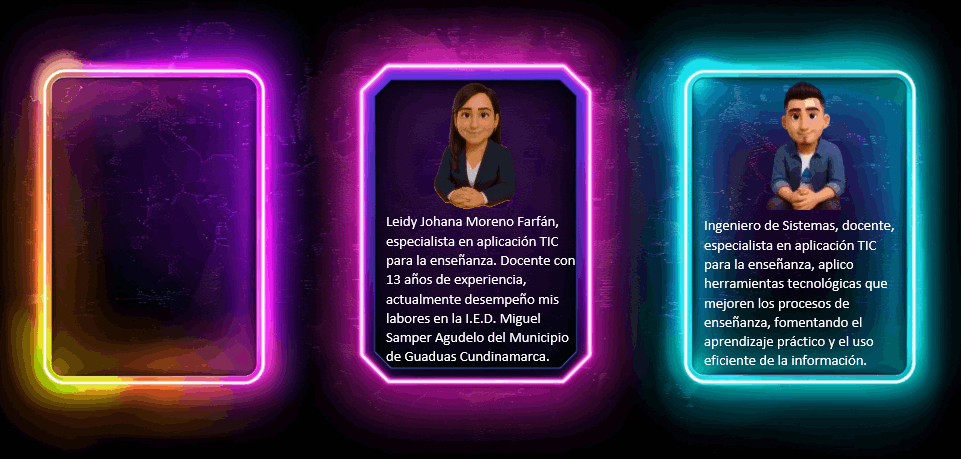 Leidy Johana Moreno Farfán,
especialista en aplicación TIC
para la enseñanza. Docente con
13 años de experiencia,
actualmente desempeño mis
labores en la I.E.D. Miguel
Samper Agudelo del Municipio
de Guaduas Cundinamarca.
Ingeniero de Sistemas, docente,
especialista en aplicación TIC
para la enseñanza, aplico
herramientas tecnológicas que
mejoren los procesos de
enseñanza, fomentando el
aprendizaje práctico y el uso
eficiente de la información.